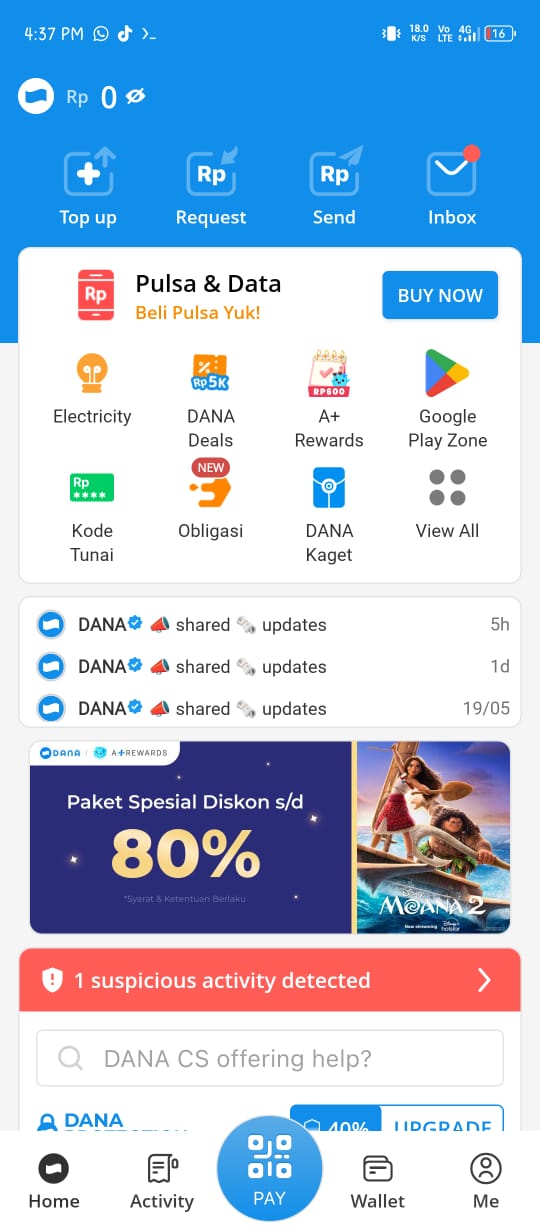 4:37 PM
18.0 K/S Vo LTE 4G 16
Rp 0
Top up Request Send Inbox
Rp Rp
Rp
Pulsa & Data
Beli Pulsa Yuk!
BUY NOW
Rp5K
RP600
Electricity DANA Deals A+ Rewards Google Play Zone
Rp ****
NEW
Kode Tunai Obligasi DANA Kaget View All
DANA shared updates 5h
DANA shared updates 1d
DANA shared updates 19/05
DANA A+REWARDS
Paket Spesial Diskon s/d
80%
*Syarat & Ketentuan Berlaku
Disney
MOANA 2
Now streaming Disney+ hotstar
1 suspicious activity detected
DANA CS offering help?
DANA
PROTECTION
40% UPGRADE
PAY
Home Activity Wallet Me